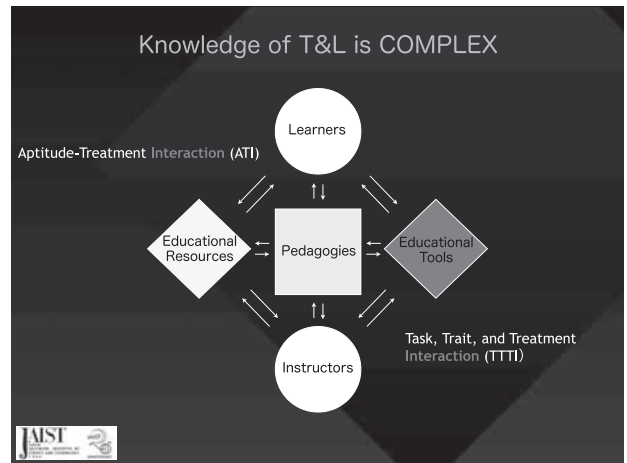 Knowledge of T&L is COMPLEX
Learners
Aptitude-Treatment Interaction (ATI)
Educational
Resources
Pedagogies
Educational
Tools
Task, Trait, and Treatment
Interaction (TTTI)
Instructors
JAIST
JAIST